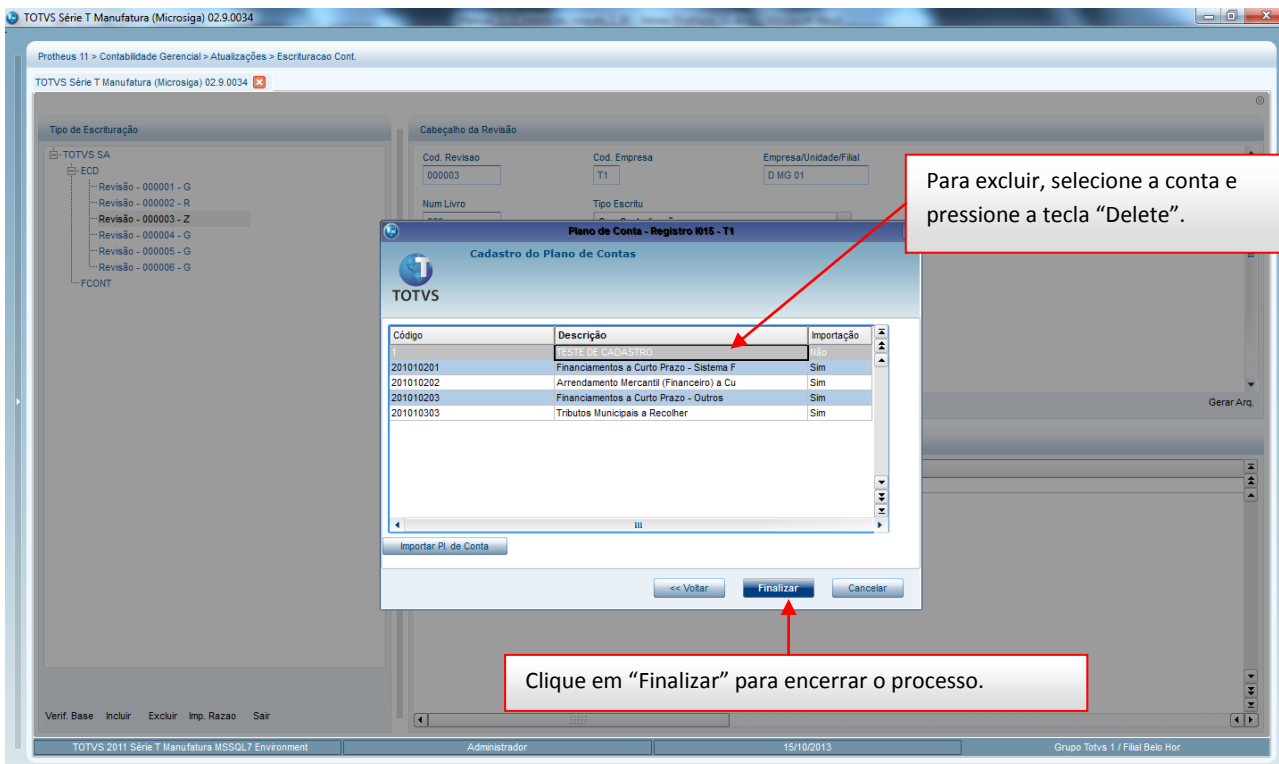 TOTVS Série T Manufatura (Microsiga) 02.9.0034
Protheus 11 > Contabilidade Gerencial > Atualizações > Escrituracao Cont.
TOTVS Série T Manufatura (Microsiga) 02.9.0034
Tipo de Escrituração
TOTVS SA
ECD
Revisão - 000001 - G
Revisão - 000002 - R
Revisão - 000003 - Z
Revisão - 000004 - G
Revisão - 000005 - G
Revisão - 000006 - G
FCONT
Cabeçalho da Revisão
Cod. Revisao Cod. Empresa Empresa/Unidade/Filial
000003 T1 D MG 01
Num Livro Tipo Escritu
Para excluir, selecione a conta e
pressione a tecla “Delete”.
Plano de Conta - Registro I015 - T1
Cadastro do Plano de Contas
TOTVS
Código Descrição Importação
1 TESTE DE CADASTRO Não
201010201 Financiamentos a Curto Prazo - Sistema F Sim
201010202 Arrendamento Mercantil (Financeiro) a Cu Sim
201010203 Financiamentos a Curto Prazo - Outros Sim
201010303 Tributos Municipais a Recolher Sim
Importar Pl. de Conta
<< Voltar Finalizar Cancelar
Gerar Arq.
Clique em “Finalizar” para encerrar o processo.
Verif. Base Incluir Excluir Imp. Razao Sair
TOTVS 2011 Série T Manufatura MSSQL7 Environment Administrador 15/10/2013 Grupo Totvs 1 / Filial Belo Hor